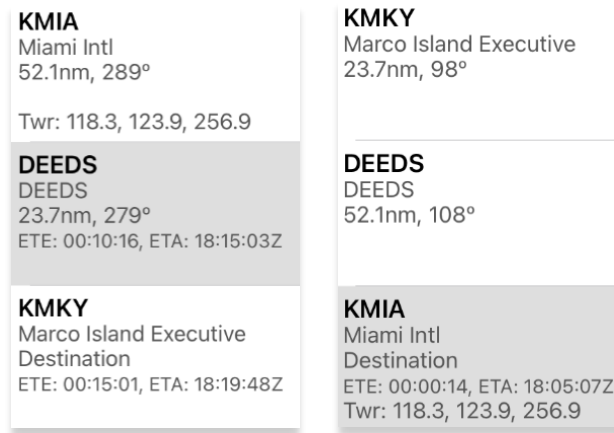 KMIA
Miami Intl
52.1nm, 289º
Twr: 118.3, 123.9, 256.9
DEEDS
DEEDS
23.7nm, 279º
ETE: 00:10:16, ETA: 18:15:03Z
KMKY
Marco Island Executive
Destination
ETE: 00:15:01, ETA: 18:19:48Z
KMKY
Marco Island Executive
23.7nm, 98º
DEEDS
DEEDS
52.1nm, 108º
KMIA
Miami Intl
Destination
ETE: 00:00:14, ETA: 18:05:07Z
Twr: 118.3, 123.9, 256.9